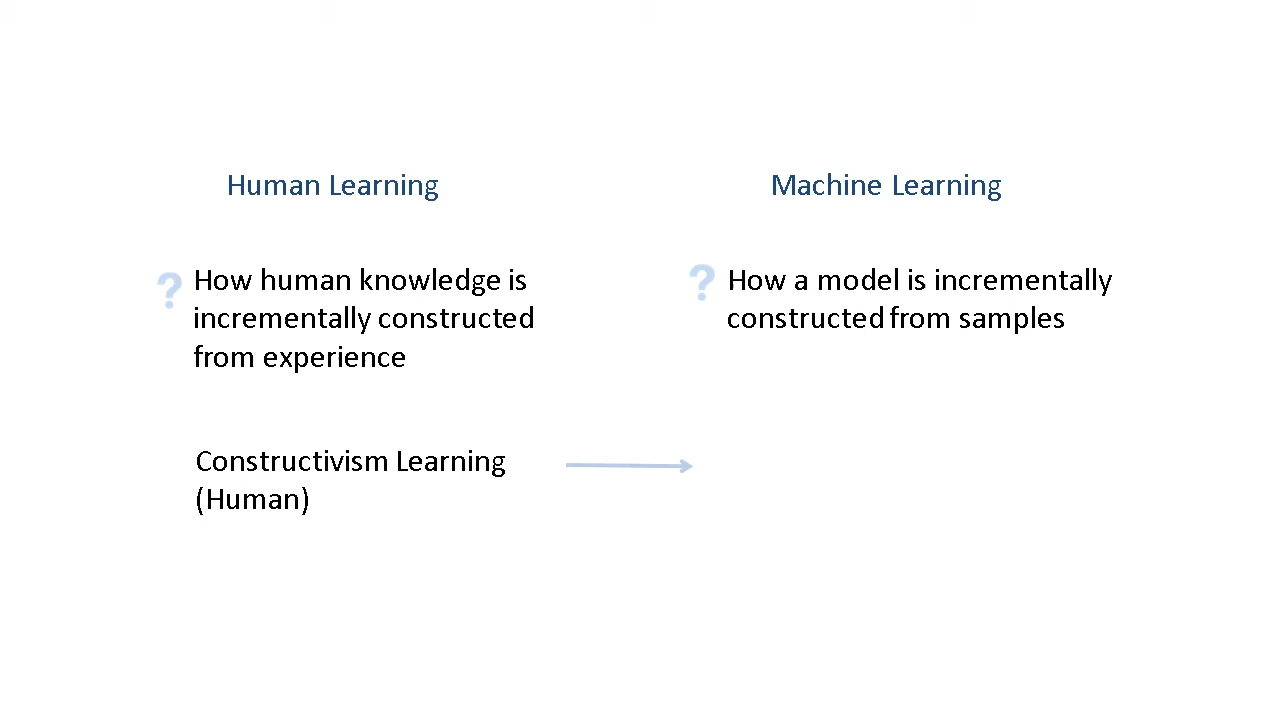 Human Learning
Machine Learning
? How human knowledge is
incrementally constructed
from experience
? How a model is incrementally
constructed from samples
Constructivism Learning
(Human)